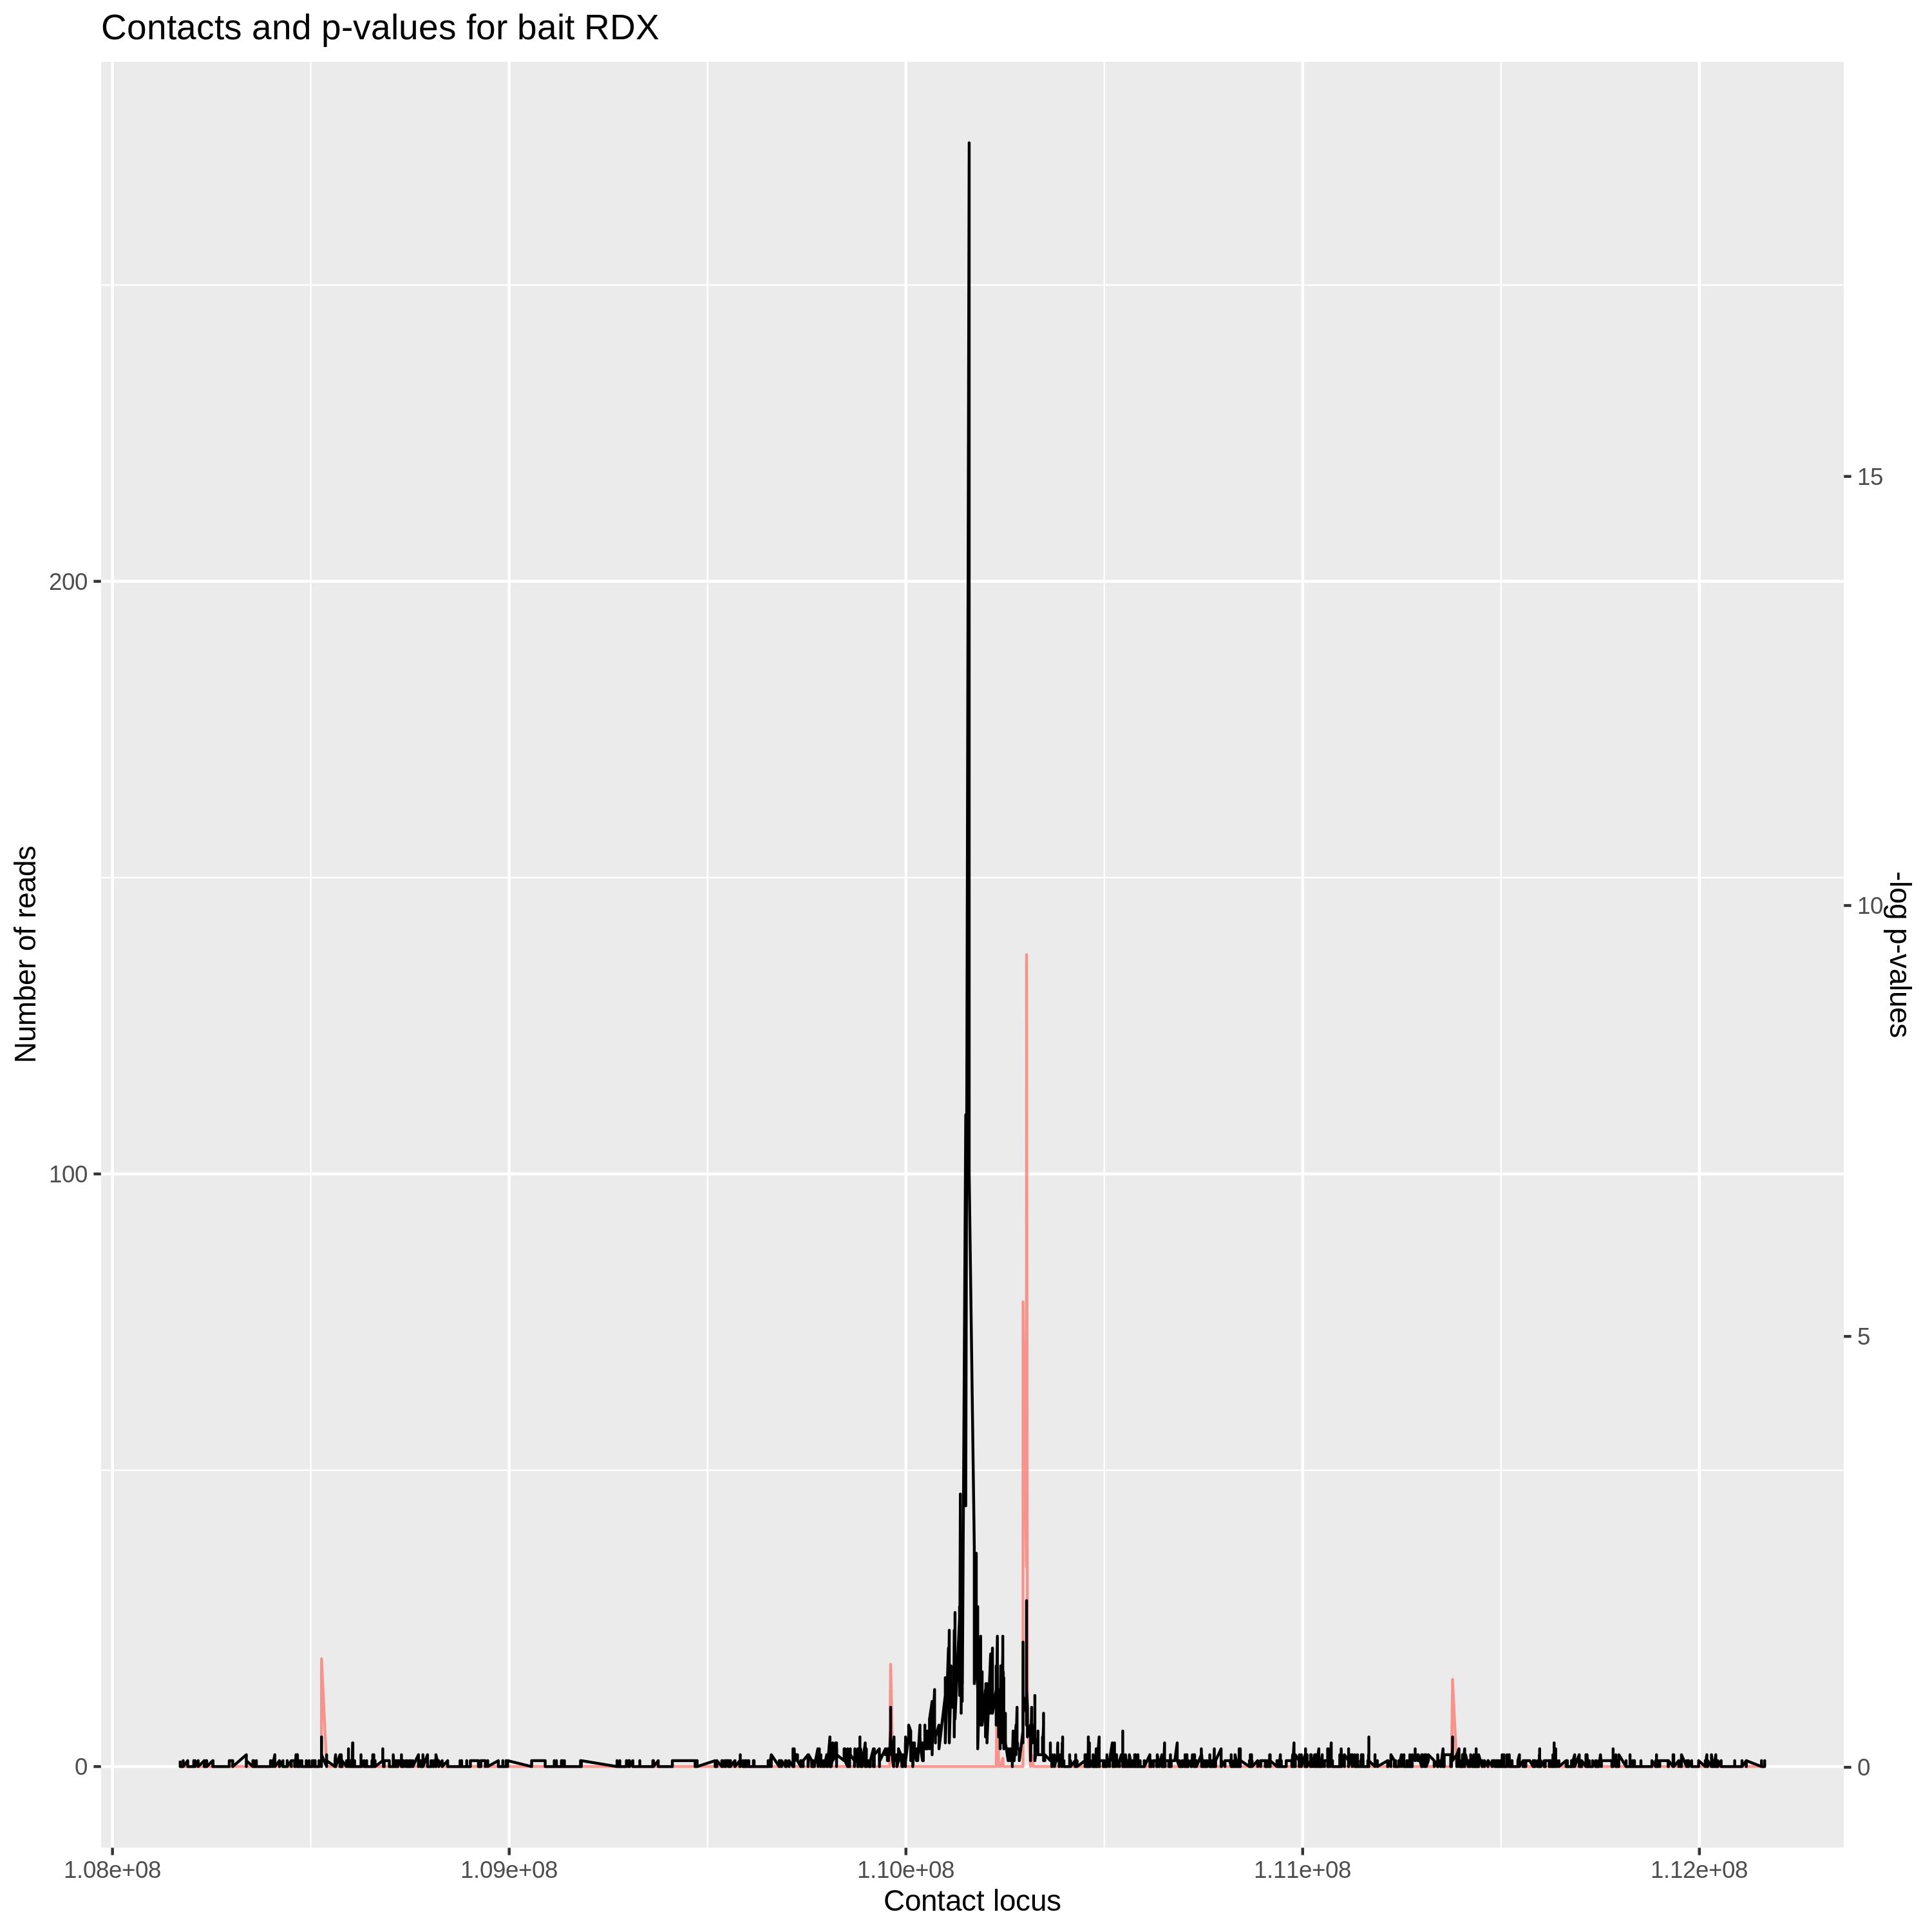 Contacts and p-values for bait RDX
Number of reads
200
100
0
15
10
5
0
-log p-values
1.08e+08
1.09e+08
1.10e+08
1.11e+08
1.12e+08
Contact locus